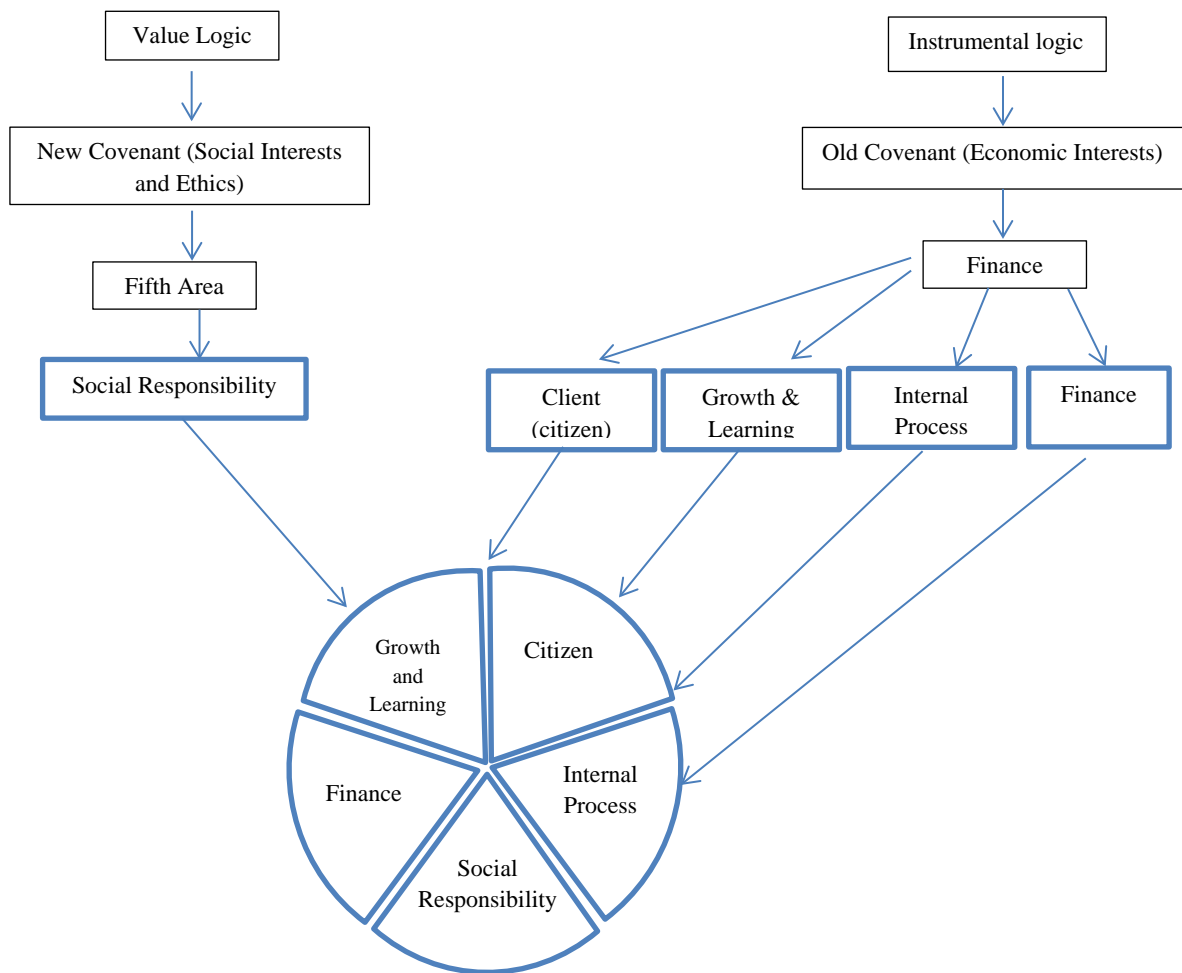 Value Logic
Instrumental logic
New Covenant (Social Interests
and Ethics)
Old Covenant (Economic Interests)
Fifth Area
Finance
Social Responsibility
Client
(citizen)
Growth &
Learning
Internal
Process
Finance
Growth
and
Learning
Citizen
Finance
Internal
Process
Social
Responsibility